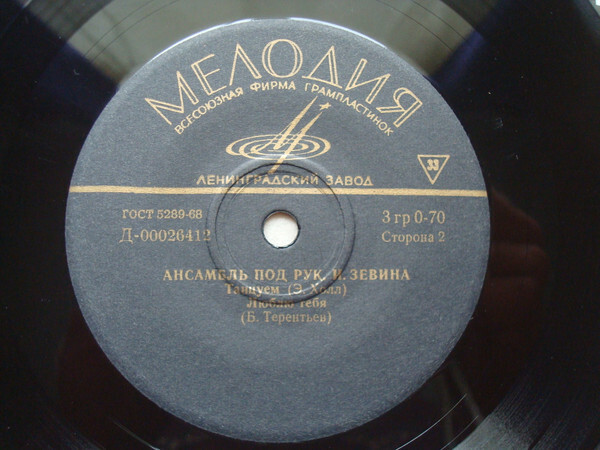 МЕЛОДИЯ
ВСЕСОЮЗНАЯ ФИРМА ГРАМПЛАСТИНОК
33
ЛЕНИНГРАДСКИЙ ЗАВОД
ГОСТ 5289-68
3 гр 0-70
Д-00026412
Сторона 2
АНСАМБЛЬ ПОД РУК. И. ЗЕВИНА
Танцуем (Э. Холл)
Люблю тебя
(Б. Терентьев)